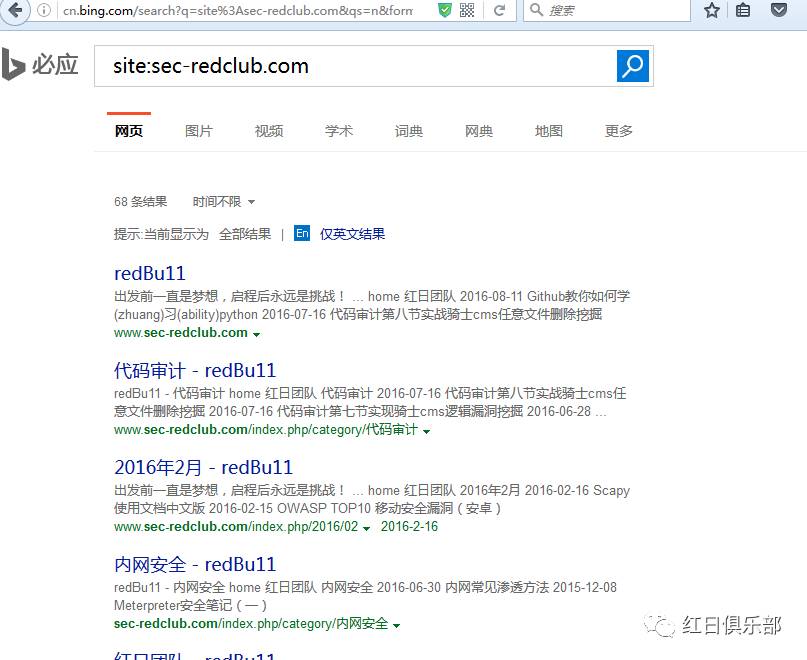 cn.bing.com/search?q=site%3Asec-redclub.com&qs=n&form
搜索
必应
site:sec-redclub.com
网页 图片 视频 学术 词典 网典 地图 更多
68 条结果 时间不限
提示:当前显示为 全部结果 | En 仅英文结果
redBu11
出发前一直是梦想，启程后永远是挑战！ ... home 红日团队 2016-08-11 Github教你如何学
(zhuang)习(ability)python 2016-07-16 代码审计第八节实战骑士cms任意文件删除挖掘
www.sec-redclub.com
代码审计 - redBu11
redBu11 - 代码审计 home 红日团队 代码审计 2016-07-16 代码审计第八节实战骑士cms任
意文件删除挖掘 2016-07-16 代码审计第七节实现骑士cms逻辑漏洞挖掘 2016-06-28 ...
www.sec-redclub.com/index.php/category/代码审计
2016年2月 - redBu11
出发前一直是梦想，启程后永远是挑战！ ... home 红日团队 2016年2月 2016-02-16 Scapy
使用文档中文版 2016-02-15 OWASP TOP10 移动安全漏洞（安卓）
www.sec-redclub.com/index.php/2016/02 2016-2-16
内网安全 - redBu11
redBu11 - 内网安全 home 红日团队 内网安全 2016-06-30 内网常见渗透方法 2015-12-08
Meterpreter安全笔记（一）
sec-redclub.com/index.php/category/内网安全
红日俱乐部
红日团队 - redBu11